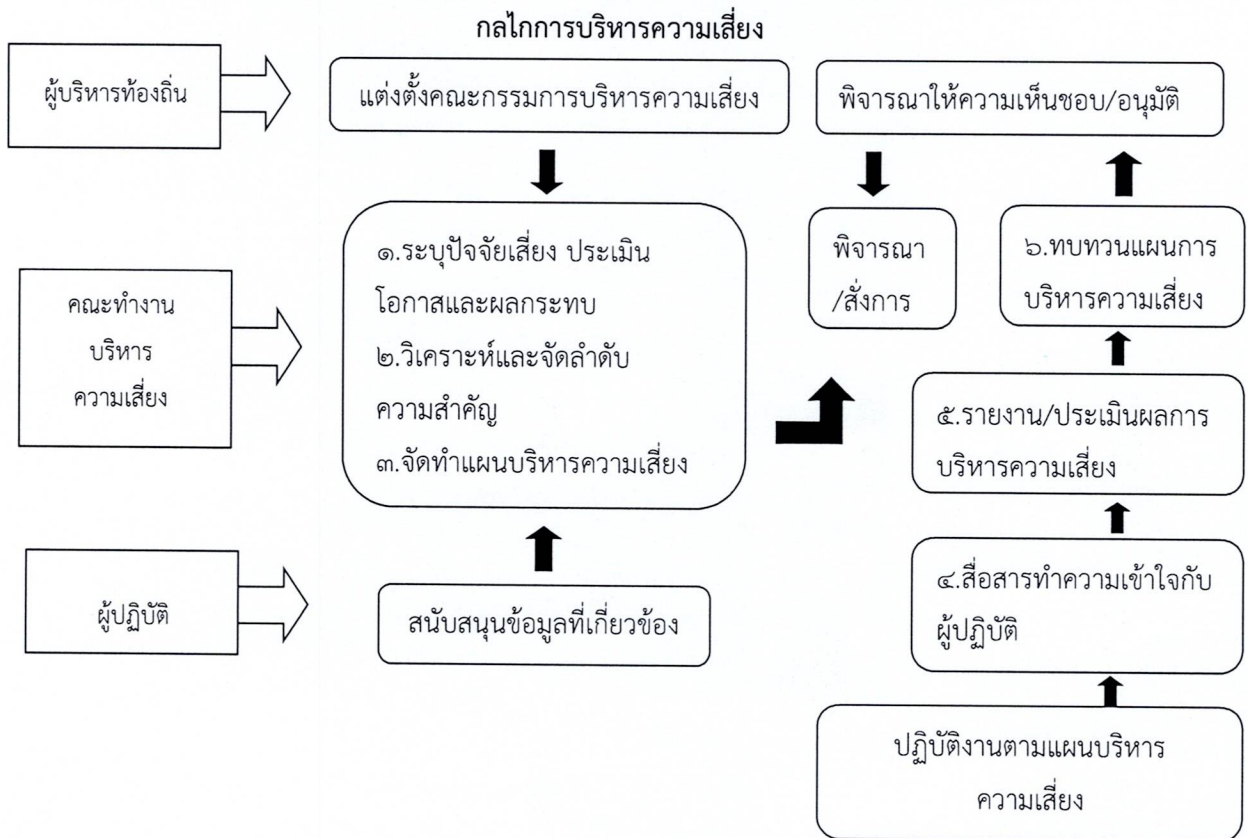 กลไกการบริหารความเสี่ยง
ผู้บริหารท้องถิ่น
แต่งตั้งคณะกรรมการบริหารความเสี่ยง
พิจารณาให้ความเห็นชอบ/อนุมัติ
คณะทำงาน
บริหาร
ความเสี่ยง
๑.ระบุปัจจัยเสี่ยง ประเมิน
โอกาสและผลกระทบ
๒.วิเคราะห์และจัดลำดับ
ความสำคัญ
๓.จัดทำแผนบริหารความเสี่ยง
พิจารณา
/สั่งการ
๖.ทบทวนแผนการ
บริหารความเสี่ยง
๕.รายงาน/ประเมินผลการ
บริหารความเสี่ยง
ผู้ปฏิบัติ
สนับสนุนข้อมูลที่เกี่ยวข้อง
๔.สื่อสารทำความเข้าใจกับ
ผู้ปฏิบัติ
ปฏิบัติงานตามแผนบริหาร
ความเสี่ยง